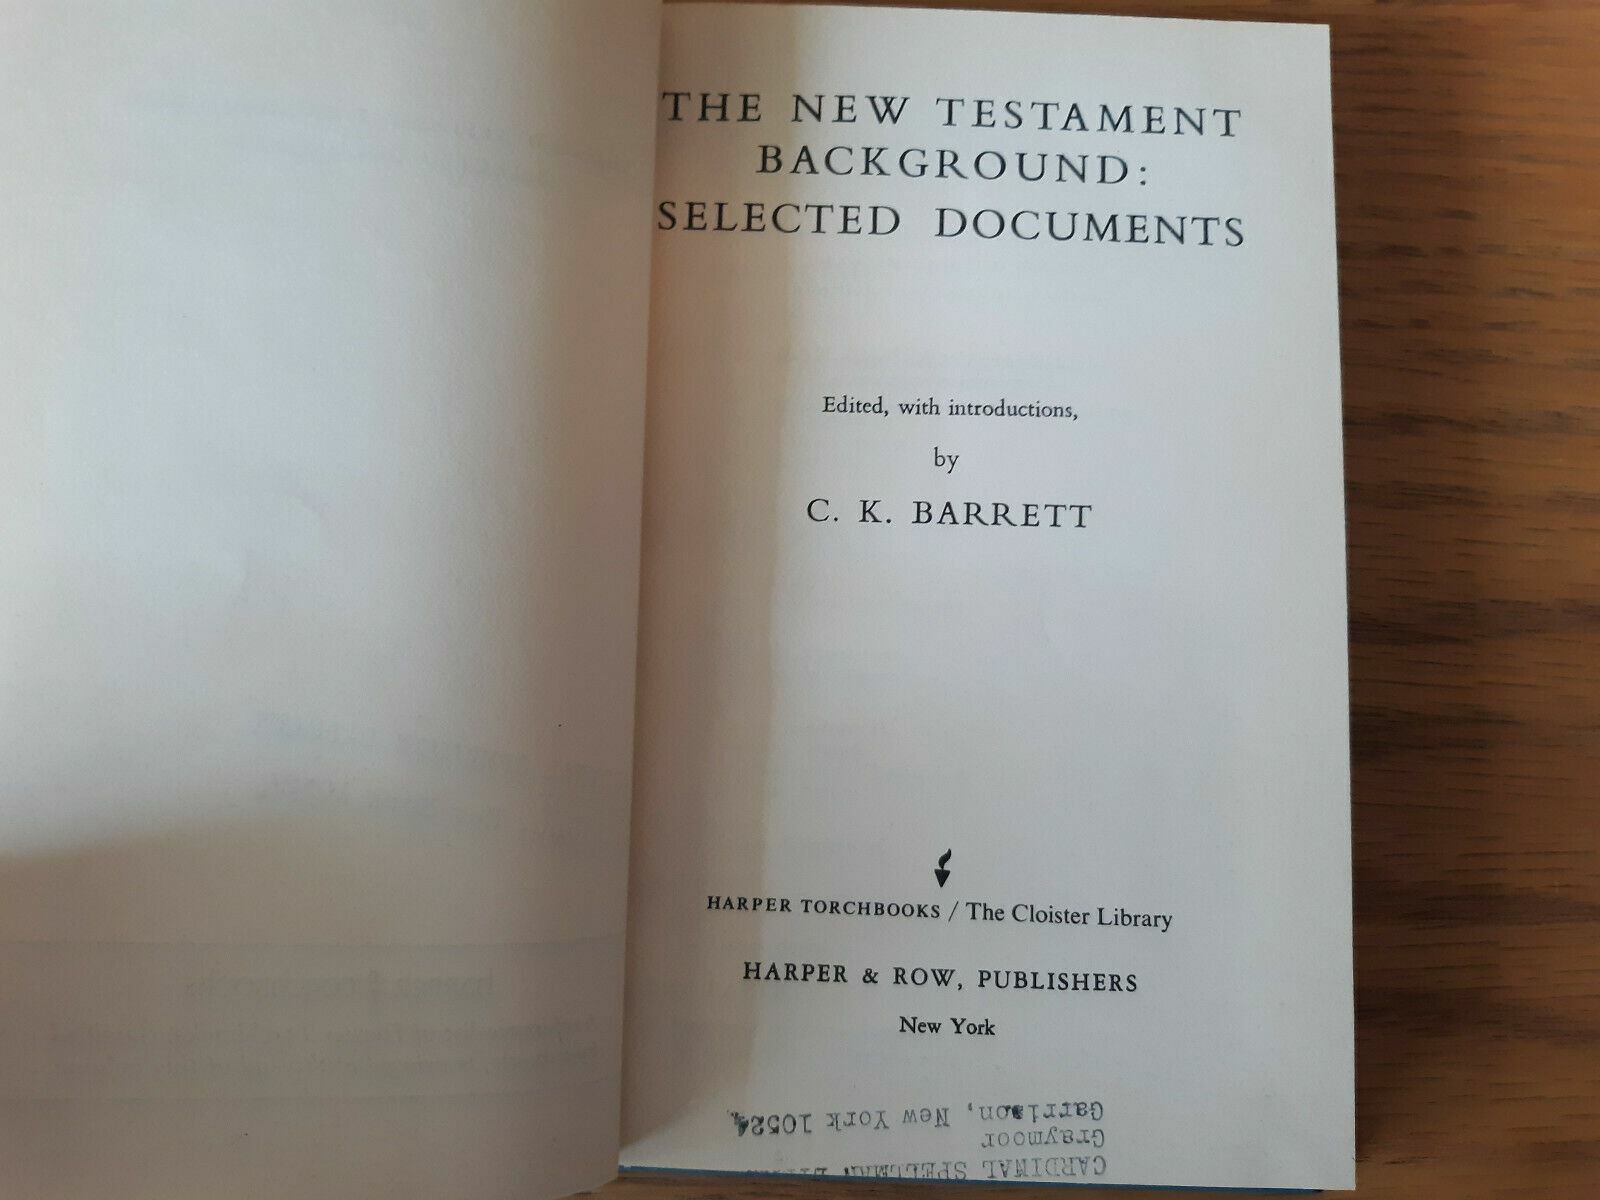 THE NEW TESTAMENT
BACKGROUND:
SELECTED DOCUMENTS
Edited, with introductions,
by
C. K. BARRETT
HARPER TORCHBOOKS / The Cloister Library
HARPER & ROW, PUBLISHERS
New York
CARDINAL SPELLMAN
Graymoor
Garrison, New York 10524